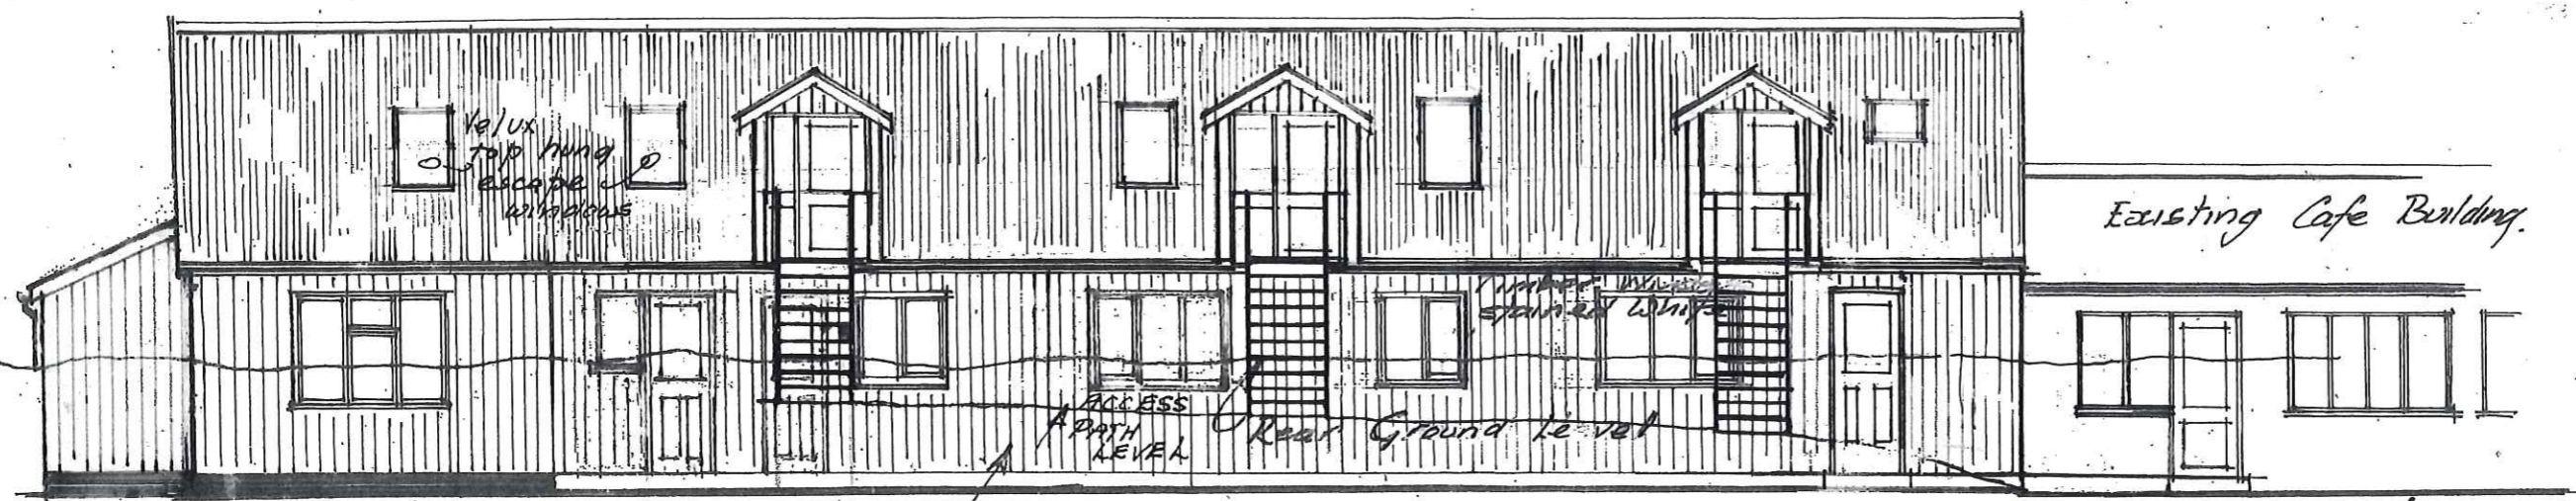 Velux
top hung
escape
windows
Existing Cafe Building.
Timber
stained white
ACCESS
PATH
LEVEL
Rear Ground Level